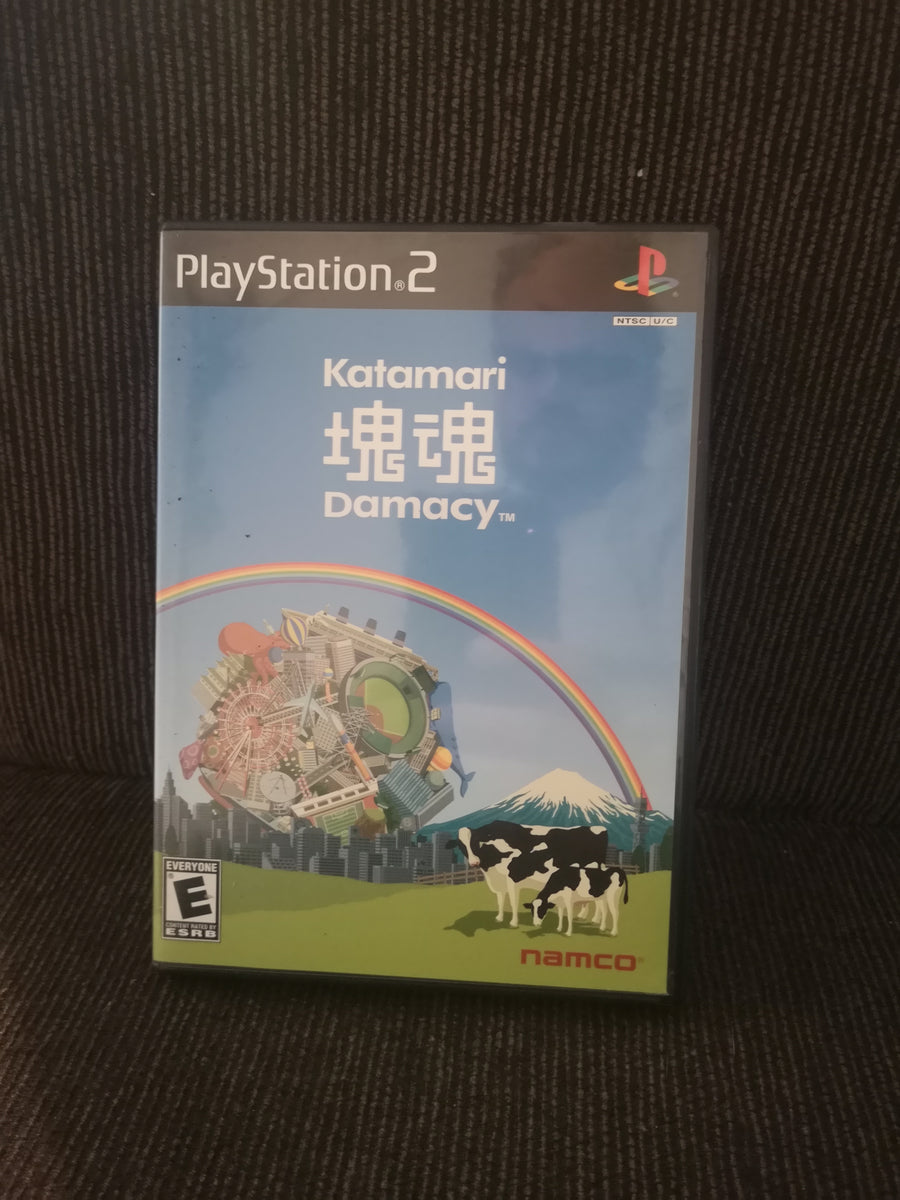 PlayStation®2
NTSC U/C
Katamari
塊魂
Damacy™
EVERYONE
E
CONTENT RATED BY
ESRB
namco®